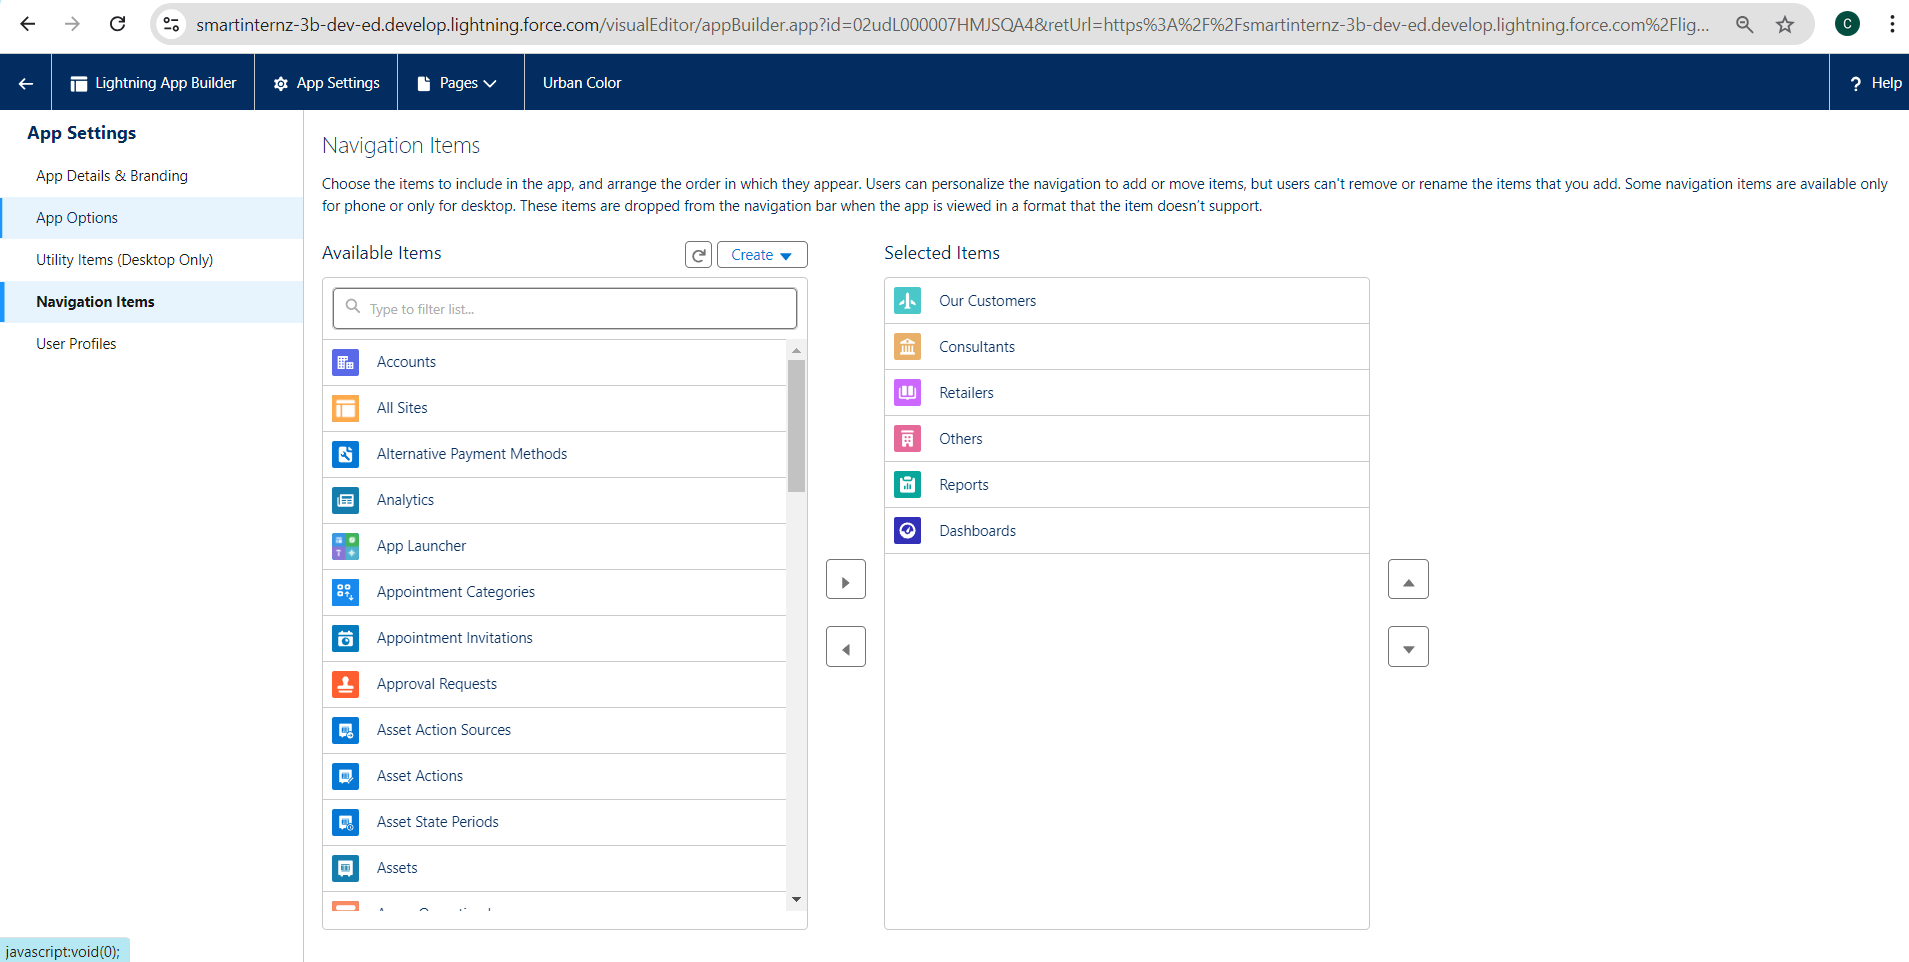 smartinternz-3b-dev-ed.develop.lightning.force.com/visualEditor/appBuilder.app?id=02udL000007HMJSQA4&retUrl=https%3A%2F%2Fsmartinternz-3b-dev-ed.develop.lightning.force.com%2Flig...
C
Lightning App Builder
App Settings
Pages
Urban Color
? Help
App Settings
App Details & Branding
App Options
Utility Items (Desktop Only)
Navigation Items
User Profiles
Navigation Items
Choose the items to include in the app, and arrange the order in which they appear. Users can personalize the navigation to add or move items, but users can't remove or rename the items that you add. Some navigation items are available only
for phone or only for desktop. These items are dropped from the navigation bar when the app is viewed in a format that the item doesn’t support.
Available Items
Create
Type to filter list...
Accounts
All Sites
Alternative Payment Methods
Analytics
App Launcher
Appointment Categories
Appointment Invitations
Approval Requests
Asset Action Sources
Asset Actions
Asset State Periods
Assets
Selected Items
Our Customers
Consultants
Retailers
Others
Reports
Dashboards
javascript:void(0);